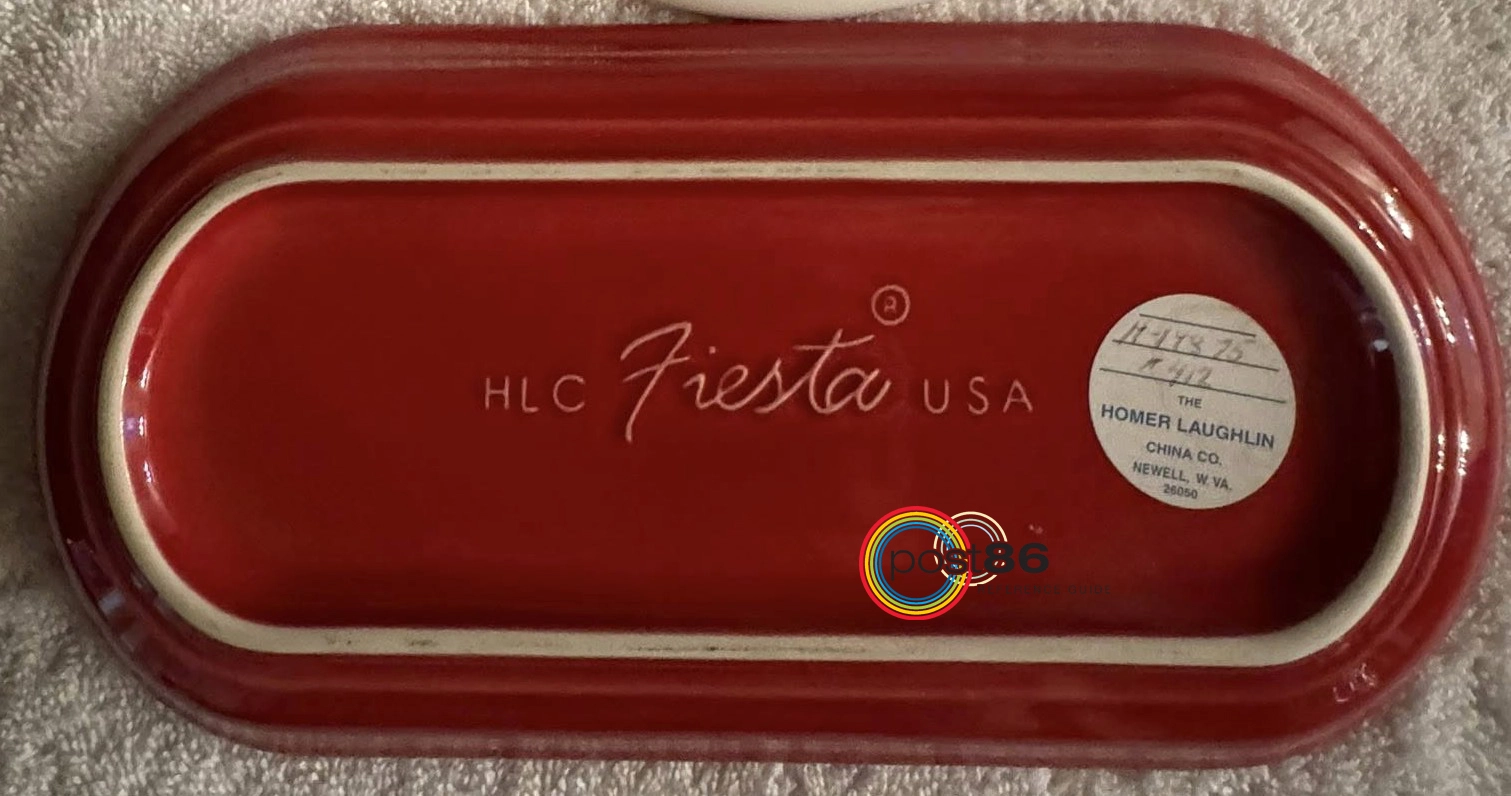 HLC Fiesta ® USA
THE
HOMER LAUGHLIN
CHINA CO.
NEWELL, W. VA.
26050
post86